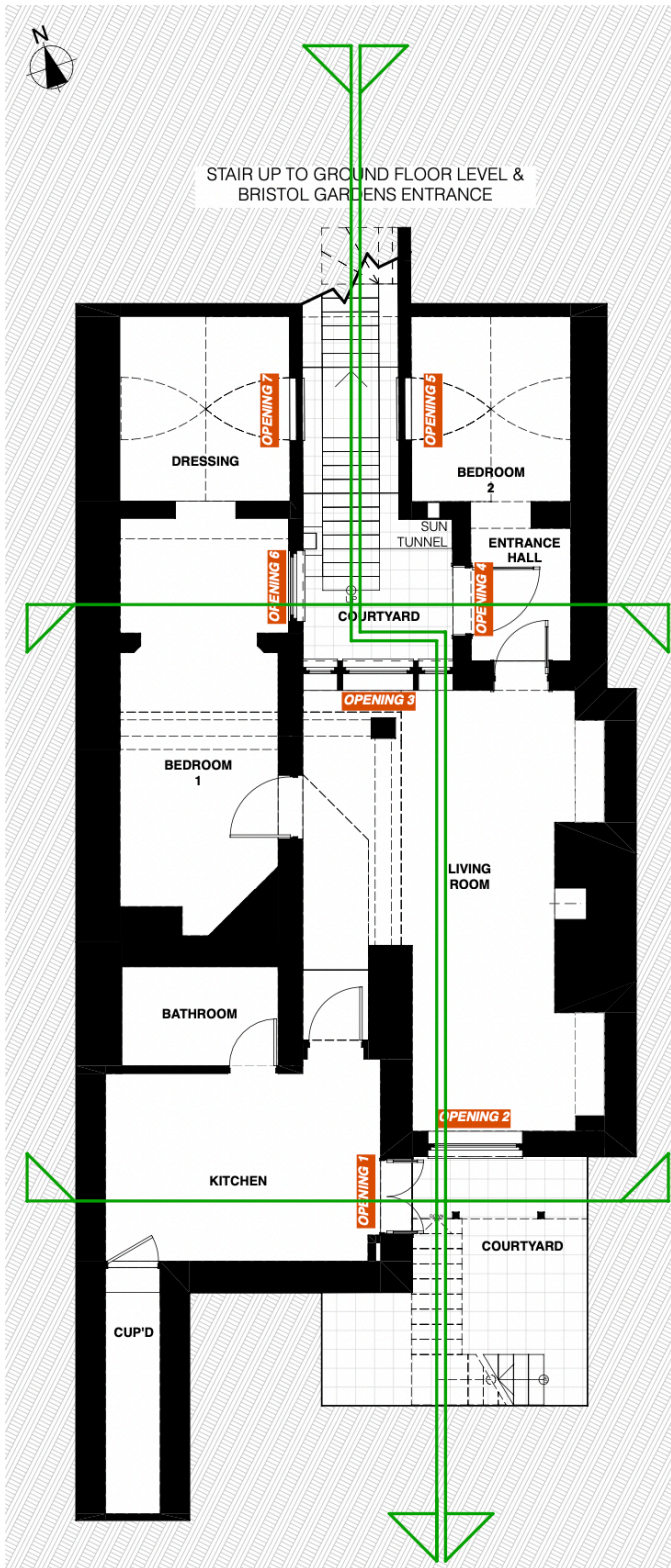 N
STAIR UP TO GROUND FLOOR LEVEL &
BRISTOL GARDENS ENTRANCE
OPENING 7
OPENING 5
DRESSING
BEDROOM
2
SUN
TUNNEL
ENTRANCE
HALL
OPENING 6
OPENING 4
COURTYARD
OPENING 3
BEDROOM
1
LIVING
ROOM
BATHROOM
OPENING 2
OPENING 1
KITCHEN
COURTYARD
CUP'D